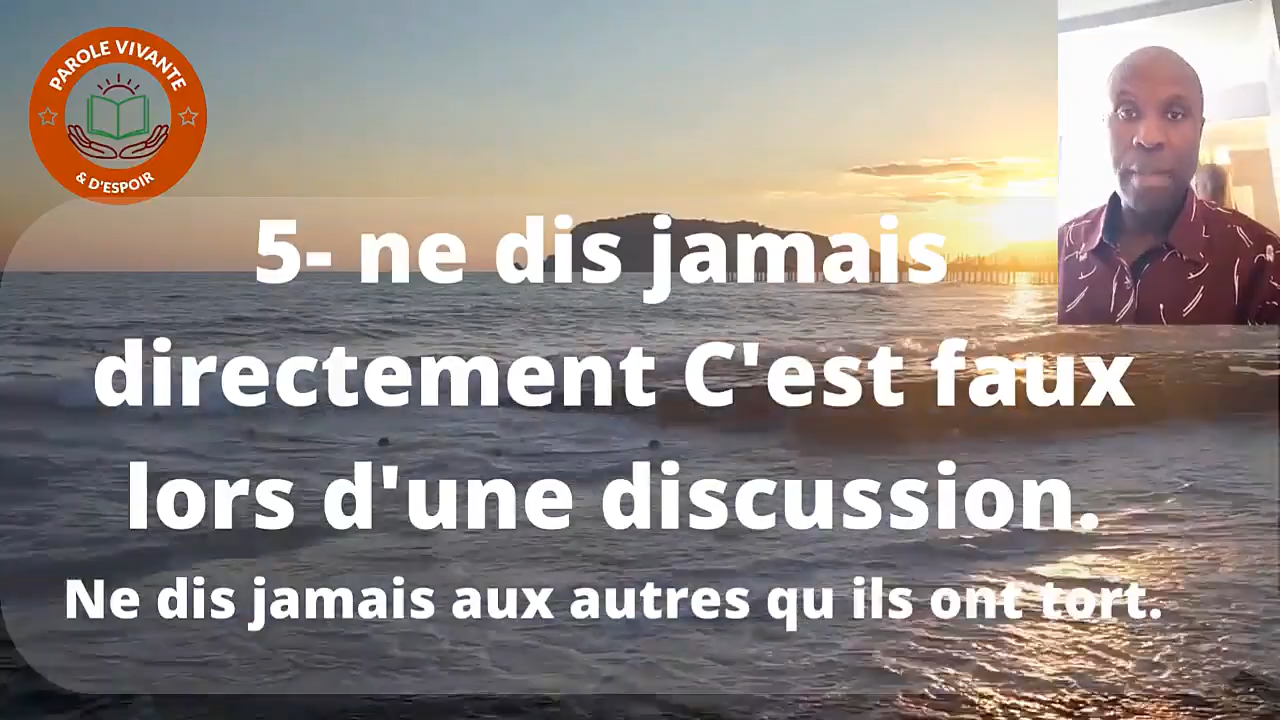 PAROLE VIVANTE
& D'ESPOIR
5- ne dis jamais
directement C'est faux
lors d'une discussion.
Ne dis jamais aux autres qu ils ont tort.